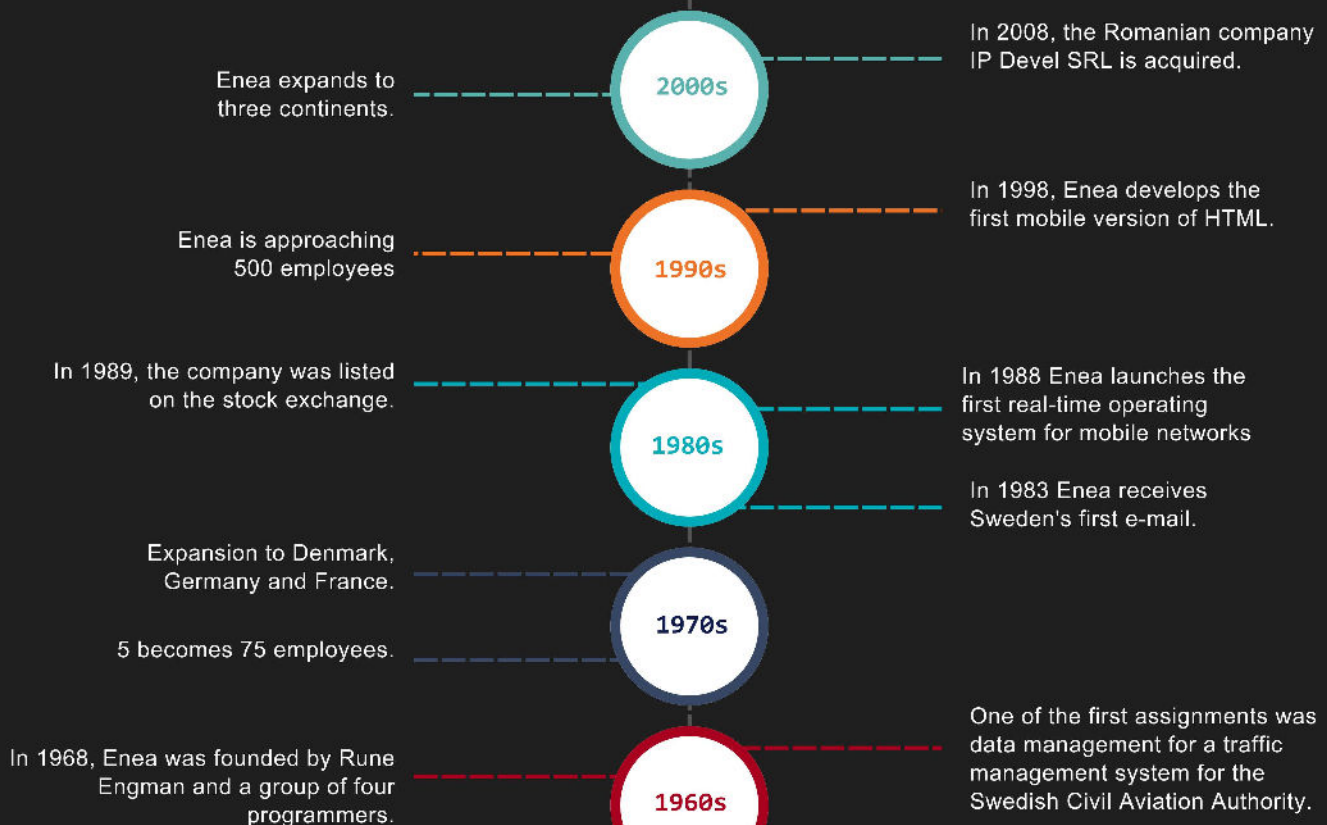 In 2008, the Romanian company
IP Devel SRL is acquired.
2000s
Enea expands to
three continents.
In 1998, Enea develops the
first mobile version of HTML.
Enea is approaching
500 employees
1990s
In 1989, the company was listed
on the stock exchange.
In 1988 Enea launches the
first real-time operating
system for mobile networks
1980s
In 1983 Enea receives
Sweden's first e-mail.
Expansion to Denmark,
Germany and France.
1970s
5 becomes 75 employees.
One of the first assignments was
data management for a traffic
management system for the
Swedish Civil Aviation Authority.
In 1968, Enea was founded by Rune
Engman and a group of four
programmers.
1960s